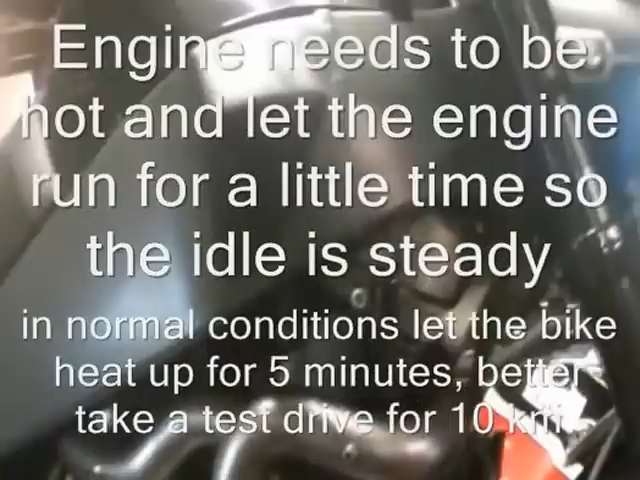 Engine needs to be
hot and let the engine
run for a little time so
the idle is steady
in normal conditions let the bike
heat up for 5 minutes, better
take a test drive for 10 km